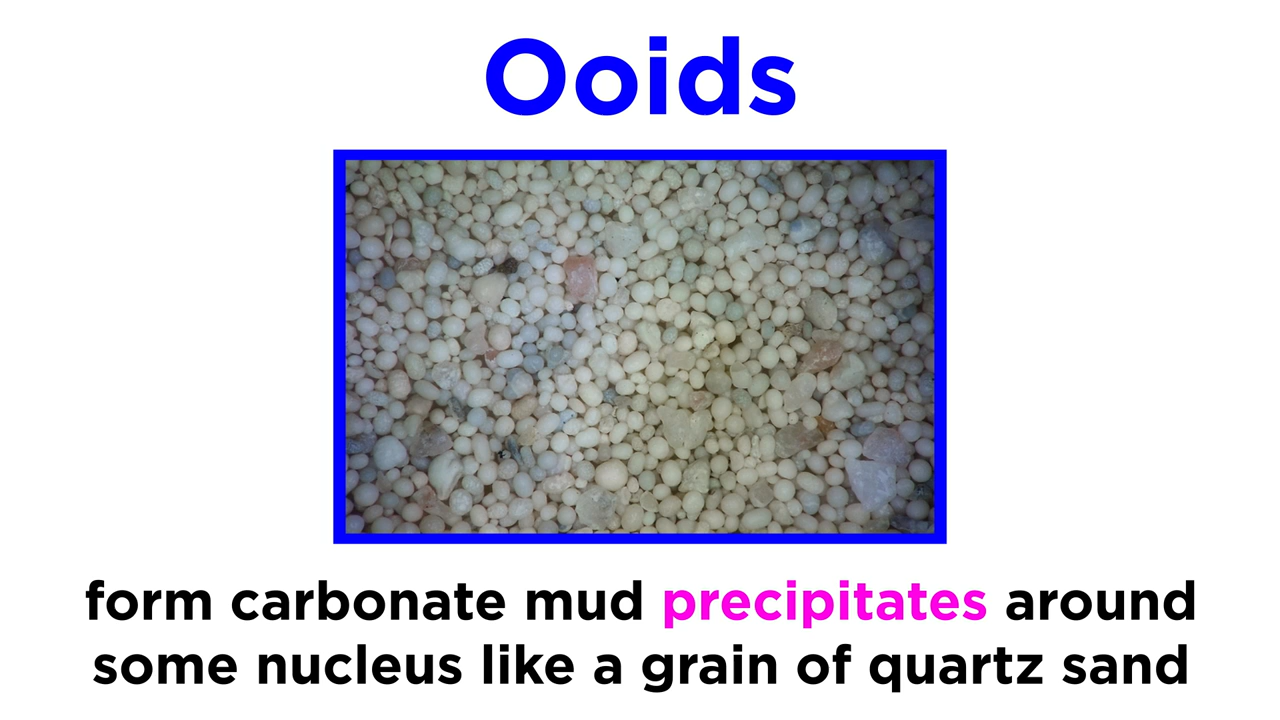 Ooids
form carbonate mud precipitates around
some nucleus like a grain of quartz sand